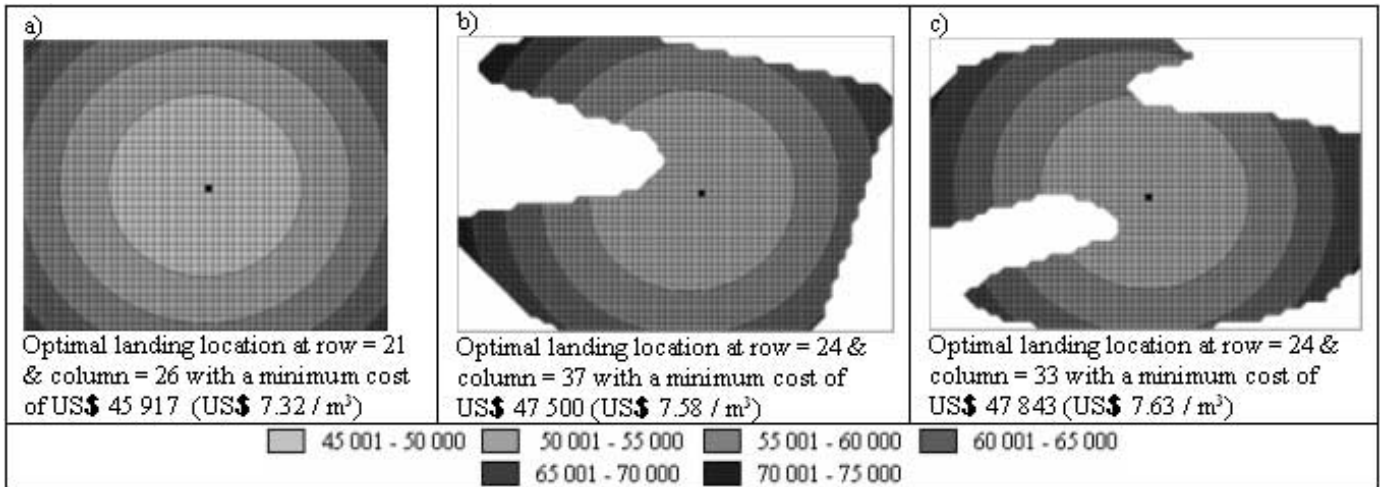 a)
Optimal landing location at row = 21
& column = 26 with a minimum cost
of US$ 45 917 (US$ 7.32 / m³)
b)
Optimal landing location at row = 24 &
column = 37 with a minimum cost of
US$ 47 500 (US$ 7.58 / m³)
c)
Optimal landing location at row = 24 &
column = 33 with a minimum cost of
US$ 47 843 (US$ 7.63 / m³)
45 001 - 50 000
50 001 - 55 000
55 001 - 60 000
60 001 - 65 000
65 001 - 70 000
70 001 - 75 000